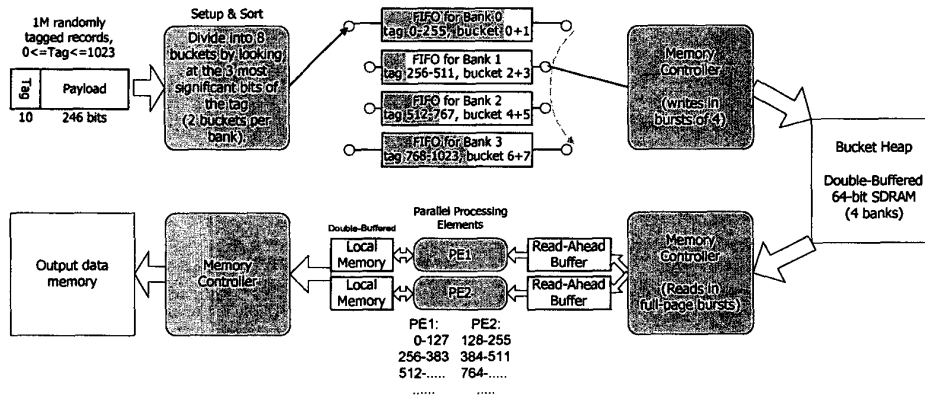 1M randomly
tagged records,
0<=Tag<=1023
Tag
Payload
10
246 bits
Setup & Sort
Divide into 8
buckets by looking
at the 3 most
significant bits of
the tag
(2 buckets per
bank)
FIFO for Bank 0
tag 0-255, bucket 0+1
FIFO for Bank 1
tag 256-511, bucket 2+3
FIFO for Bank 2
tag 512-767, bucket 4+5
FIFO for Bank 3
tag 768-1023, bucket 6+7
Memory
Controller
(writes in
bursts of 4)
Bucket Heap
Double-Buffered
64-bit SDRAM
(4 banks)
Output data
memory
Memory
Controller
Double-Buffered
Local
Memory
Local
Memory
Parallel Processing
Elements
PE1
PE2
Read-Ahead
Buffer
Read-Ahead
Buffer
Memory
Controller
(Reads in
full-page bursts)
PE1: PE2:
0-127 128-255
256-383 384-511
512-..... 764-.....
...... .....